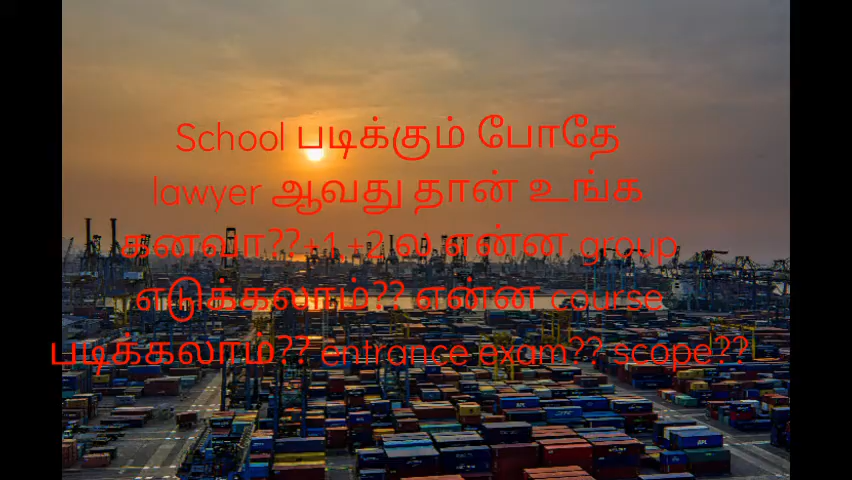 School படிக்கும் போதே
lawyer ஆவது தான் உங்க
கனவா??+1,+2 ல என்ன group
எடுக்கலாம்?? என்ன course
படிக்கலாம்?? entrance exam?? scope??